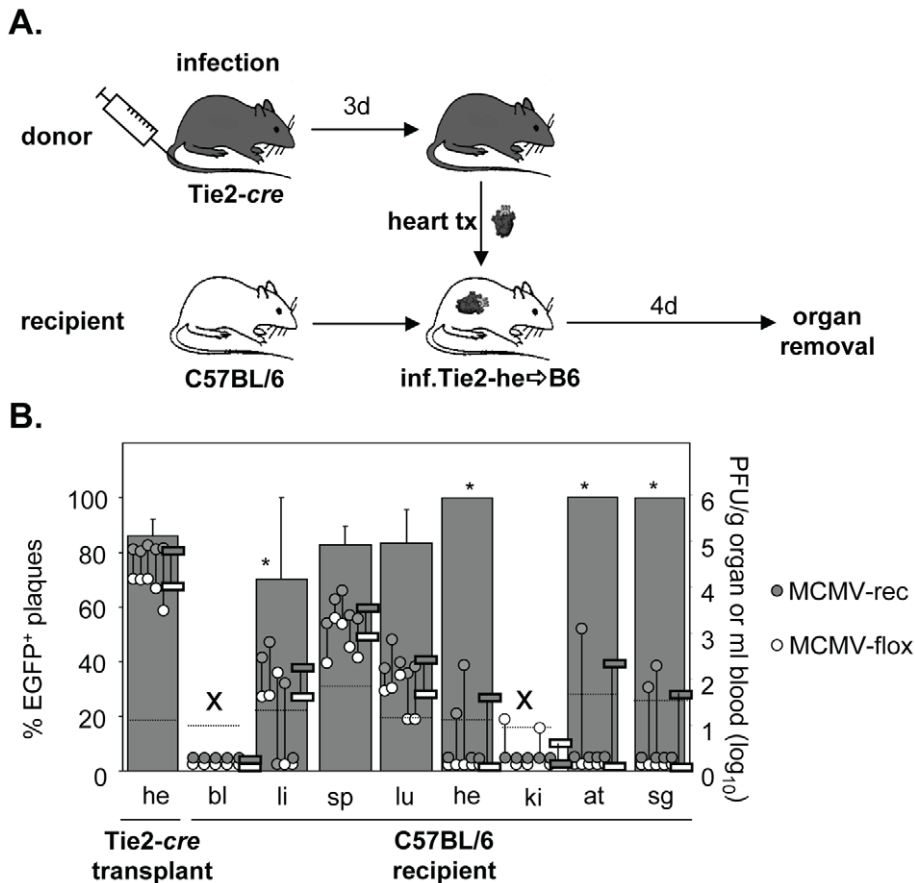 A.
infection
donor
3d
Tie2-cre
heart tx
recipient
4d
organ
removal
C57BL/6
inf.Tie2-he⇨B6
B.
% EGFP+ plaques
100
80
60
40
20
0
*
X
*
X
*
*
6
5
4
3
2
1
0
PFU/g organ or ml blood (log10)
MCMV-rec
MCMV-flox
he bl li sp lu he ki at sg
Tie2-cre
transplant
C57BL/6
recipient